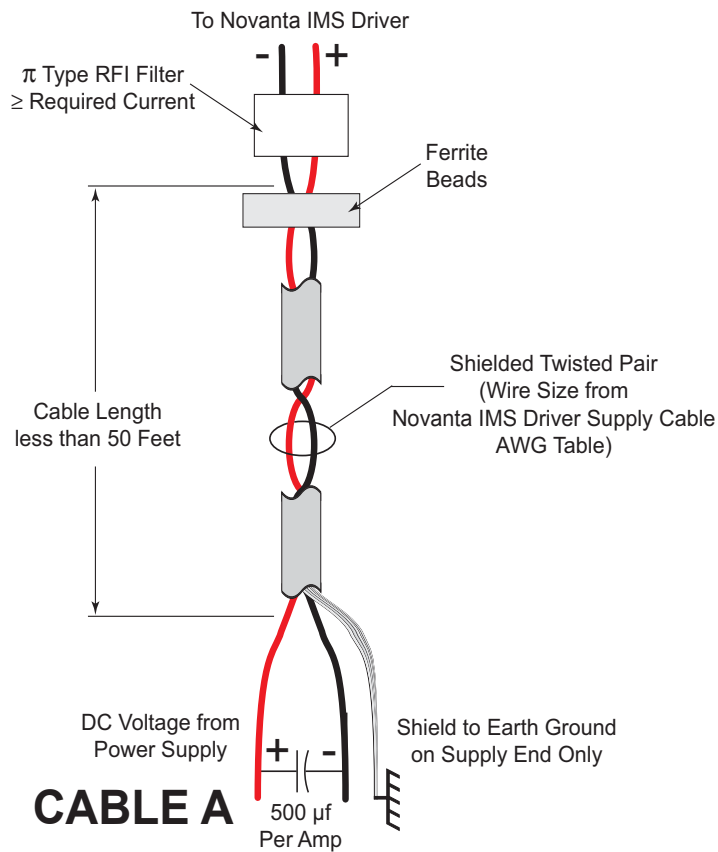 To Novanta IMS Driver
- +
π Type RFI Filter
≥ Required Current
Ferrite
Beads
Shielded Twisted Pair
(Wire Size from
Novanta IMS Driver Supply Cable
AWG Table)
Cable Length
less than 50 Feet
DC Voltage from
Power Supply
+ -
Shield to Earth Ground
on Supply End Only
CABLE A
500 µf
Per Amp